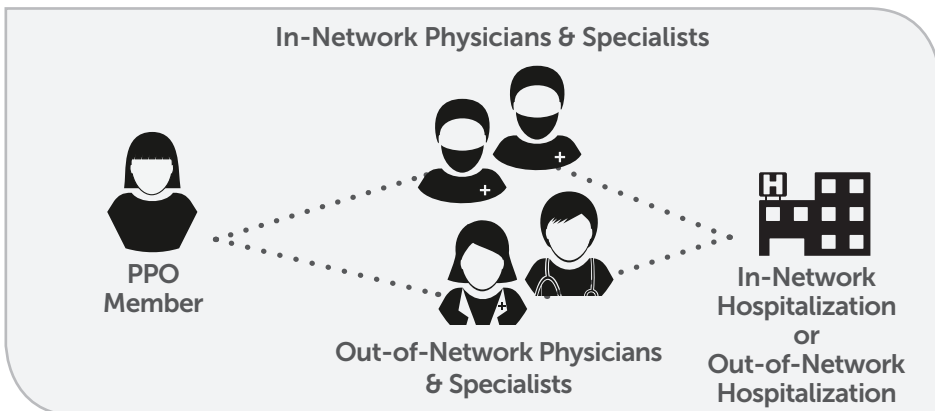 In-Network Physicians & Specialists
PPO
Member
Out-of-Network Physicians
& Specialists
H
In-Network
Hospitalization
or
Out-of-Network
Hospitalization